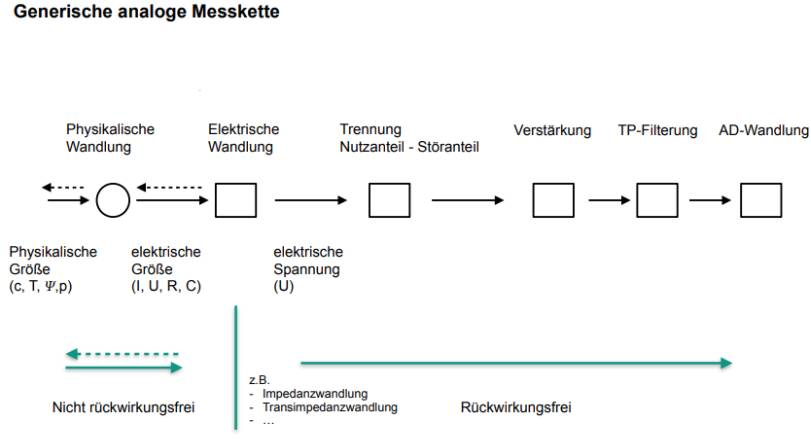 Generische analoge Messkette
Physikalische
Wandlung
Elektrische
Wandlung
Trennung
Nutzanteil - Störanteil
Verstärkung
TP-Filterung
AD-Wandlung
Physikalische
Größe
(c, T, Ψ,p)
elektrische
Größe
(I, U, R, C)
elektrische
Spannung
(U)
Nicht rückwirkungsfrei
z.B.
- Impedanzwandlung
- Transimpedanzwandlung
- ...
Rückwirkungsfrei